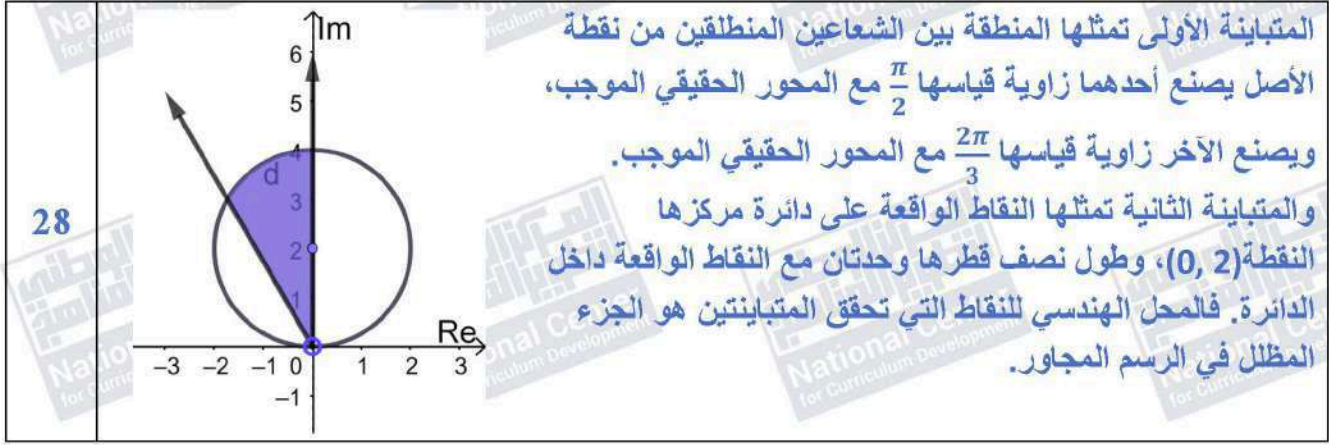 28
المتباينة الأولى تمثلها المنطقة بين الشعاعين المنطلقين من نقطة
الأصل يصنع أحدهما زاوية قياسها π/2 مع المحور الحقيقي الموجب،
ويصنع الآخر زاوية قياسها 2π/3 مع المحور الحقيقي الموجب.
والمتباينة الثانية تمثلها النقاط الواقعة على دائرة مركزها
النقطة(0, 2)، وطول نصف قطرها وحدتان مع النقاط الواقعة داخل
الدائرة. فالمحل الهندسي للنقاط التي تحقق المتباينتين هو الجزء
المظلل في الرسم المجاور.
Im
6
5
4
d
3
2
1
Re
–3 –2 –1 0 1 2 3
–1